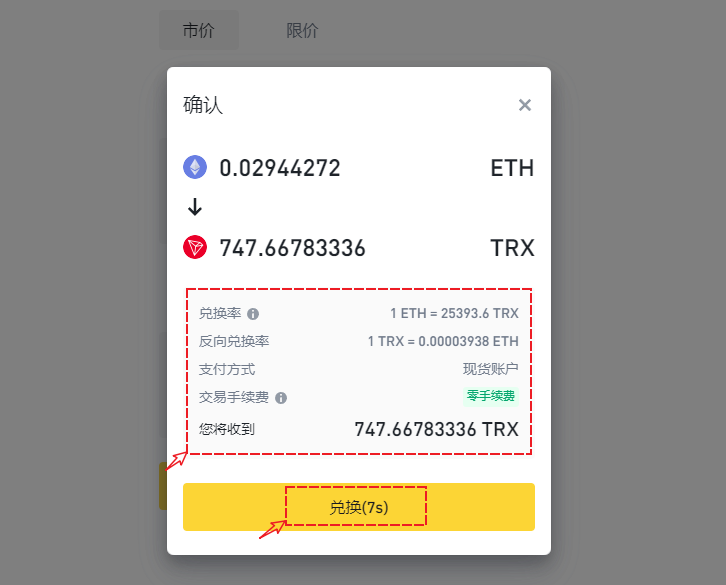 市价 限价
确认 ×
0.02944272 ETH
747.66783336 TRX
兑换率 1 ETH = 25393.6 TRX
反向兑换率 1 TRX = 0.00003938 ETH
支付方式 现货账户
交易手续费 零手续费
您将收到 747.66783336 TRX
兑换(7s)